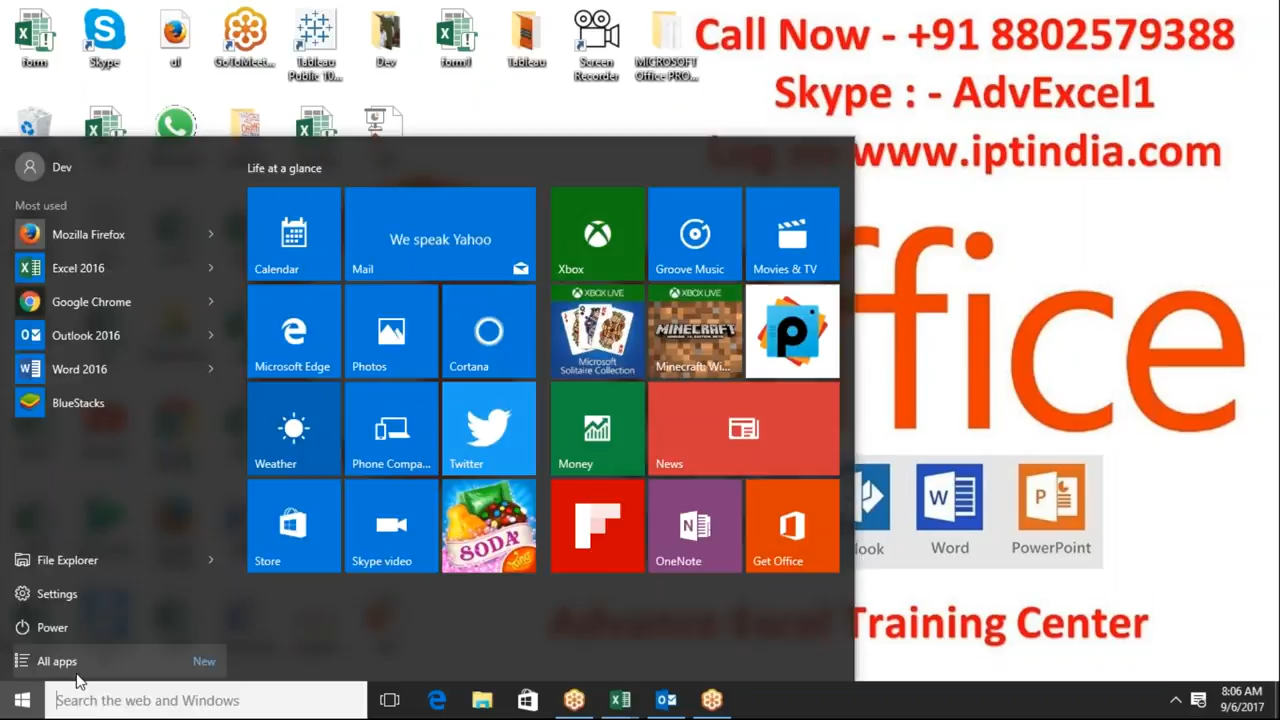 Call Now - +91 8802579388
Skype : - AdvExcel1
www.iptindia.com
form
Skype
GoToMeet...
Tableau
Public 10...
Dev
form1
Tableau
Screen
Recorder
MICROSOFT
Office PRO...
Dev
Most used
Mozilla Firefox
Excel 2016
Google Chrome
Outlook 2016
Word 2016
BlueStacks
File Explorer
Settings
Power
All apps
New
Life at a glance
Calendar
We speak Yahoo
Mail
Microsoft Edge
Photos
Cortana
Weather
Phone Compa...
Twitter
Store
Skype video
SODA
Xbox
Groove Music
Movies & TV
XBOX LIVE
Microsoft
Solitaire Collection
XBOX LIVE
MINECRAFT
Minecraft: Wi...
Money
News
OneNote
Get Office
ffice
look
Word
PowerPoint
Advance Excel Training Center
Search the web and Windows
8:06 AM
9/6/2017